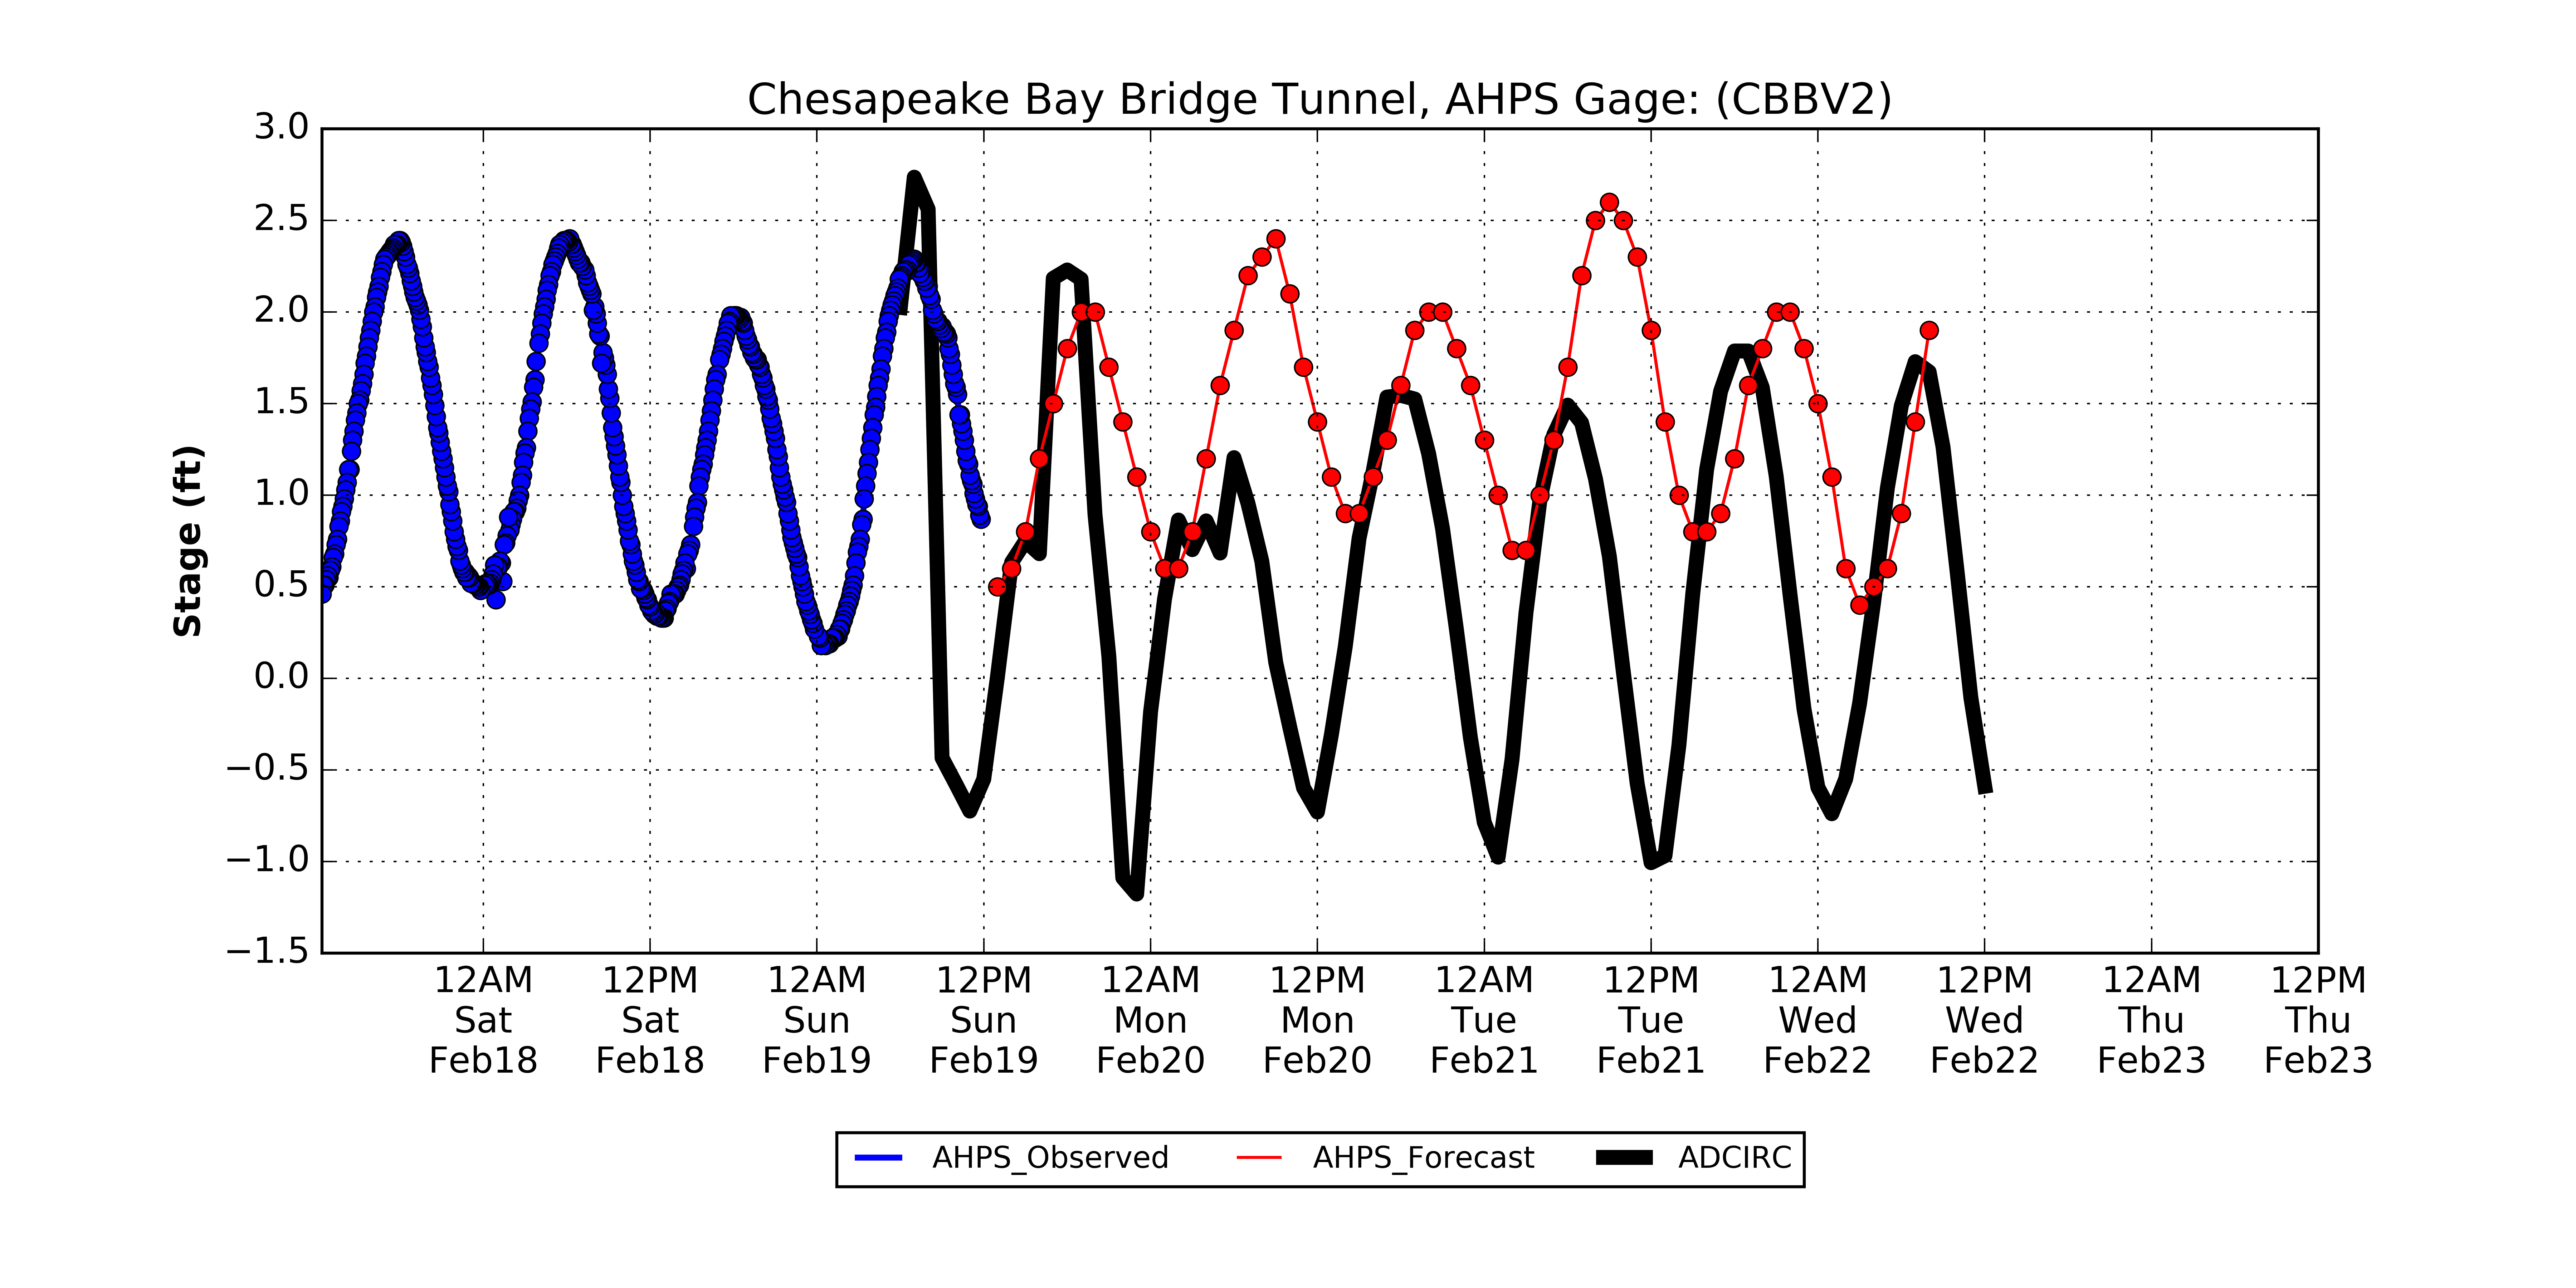 Chesapeake Bay Bridge Tunnel, AHPS Gage: (CBBV2)
Stage (ft)
3.0
2.5
2.0
1.5
1.0
0.5
0.0
−0.5
−1.0
−1.5
12AM 12PM 12AM 12PM 12AM 12PM 12AM 12PM 12AM 12PM 12AM 12PM
Sat Sat Sun Sun Mon Mon Tue Tue Wed Wed Thu Thu
Feb18 Feb18 Feb19 Feb19 Feb20 Feb20 Feb21 Feb21 Feb22 Feb22 Feb23 Feb23
AHPS_Observed AHPS_Forecast ADCIRC